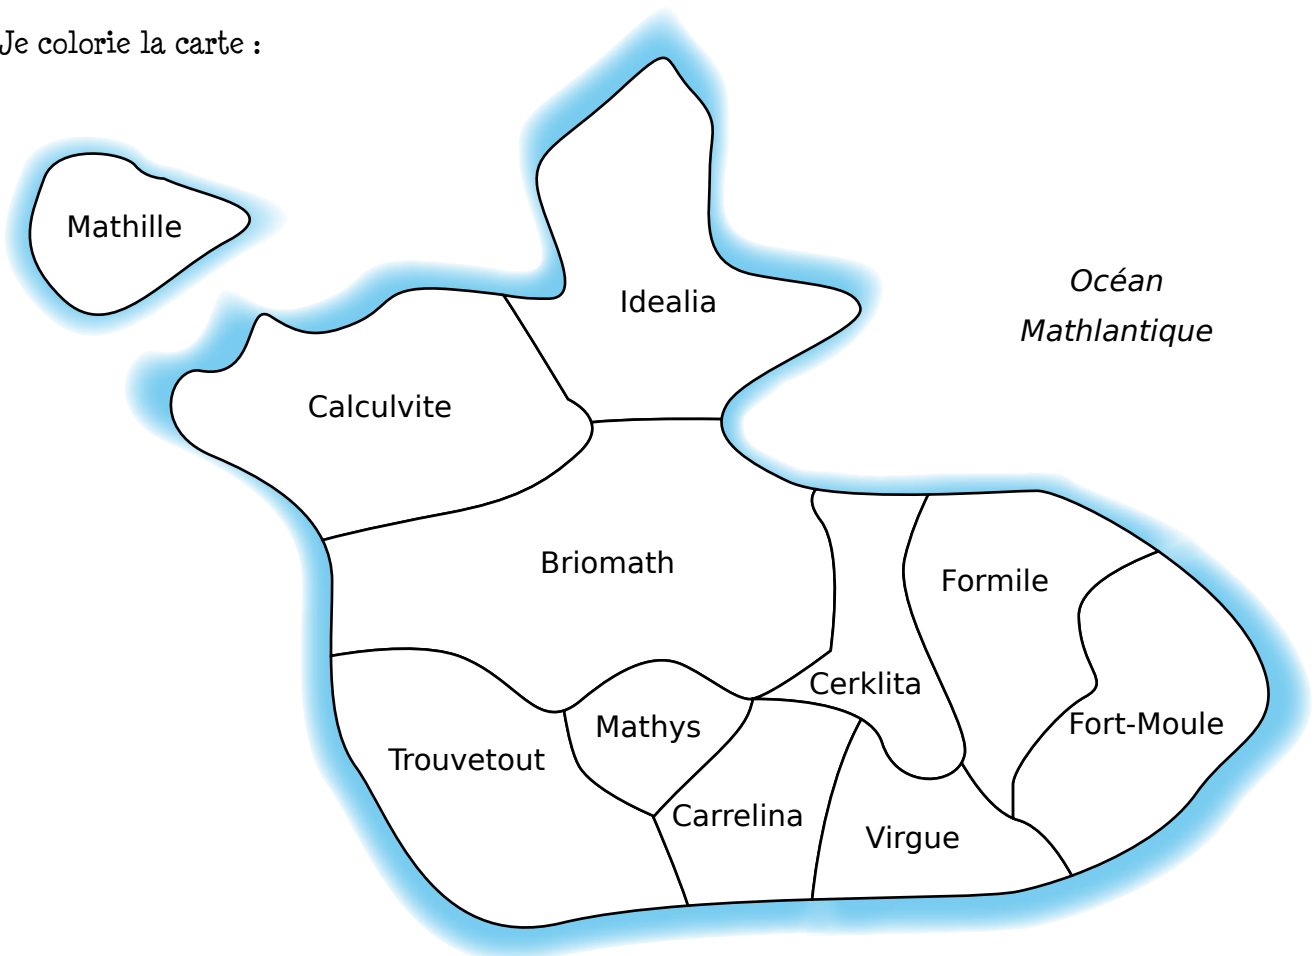 Je colorie la carte :
Mathille
Océan
Mathlantique
Idealia
Calculvite
Briomath
Formile
Cerklita
Fort-Moule
Mathys
Trouvetout
Carrelina
Virgue